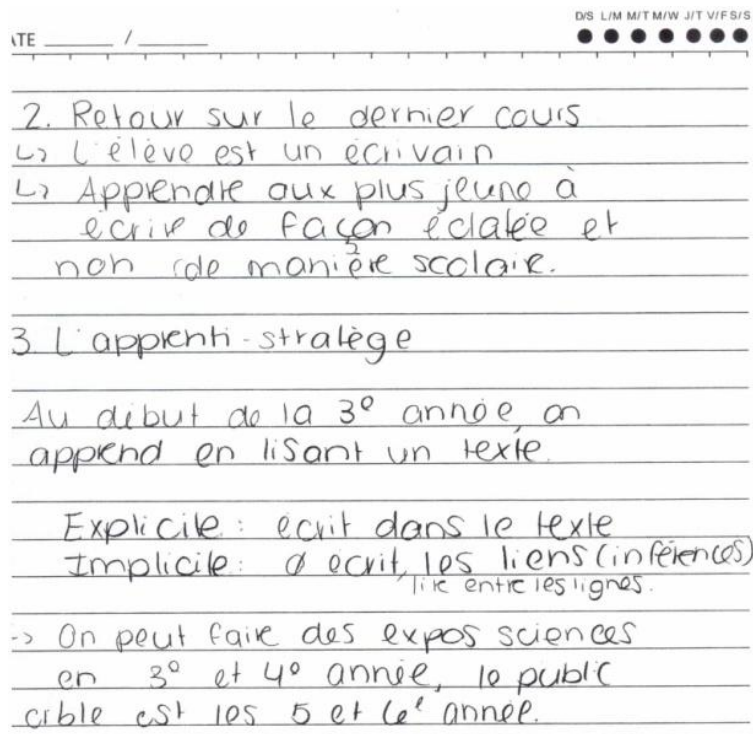 D/S L/M M/T M/W J/T V/F S/S
ATE ______ / ______
2. Retour sur le dernier cours
↳ L'élève est un écrivain
↳ Apprendre aux plus jeune à
écrire de façon éclatée et
non de manière scolaire.
3 L'apprenti-stratège
Au début de la 3e année, on
apprend en lisant un texte.
Explicite : écrit dans le texte
Implicite : Ø écrit, les liens (inférences)
lire entre les lignes.
-> On peut faire des expos sciences
en 3e et 4e année, le public
cible est les 5 et 6e année.